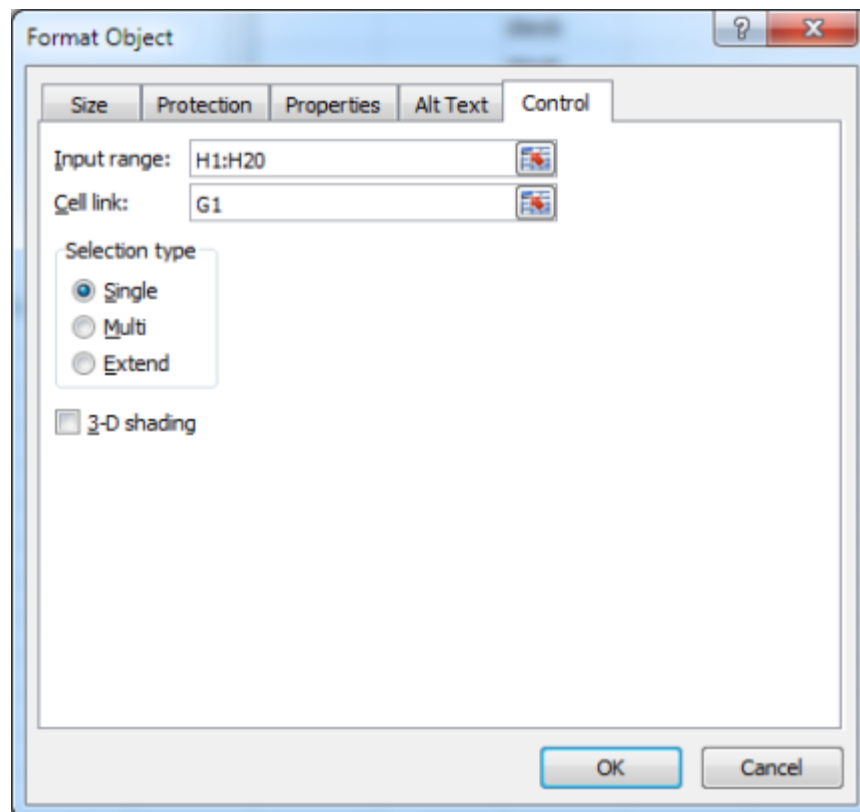 Format Object
Size Protection Properties Alt Text Control
Input range: H1:H20
Cell link: G1
Selection type
Single
Multi
Extend
3-D shading
OK Cancel